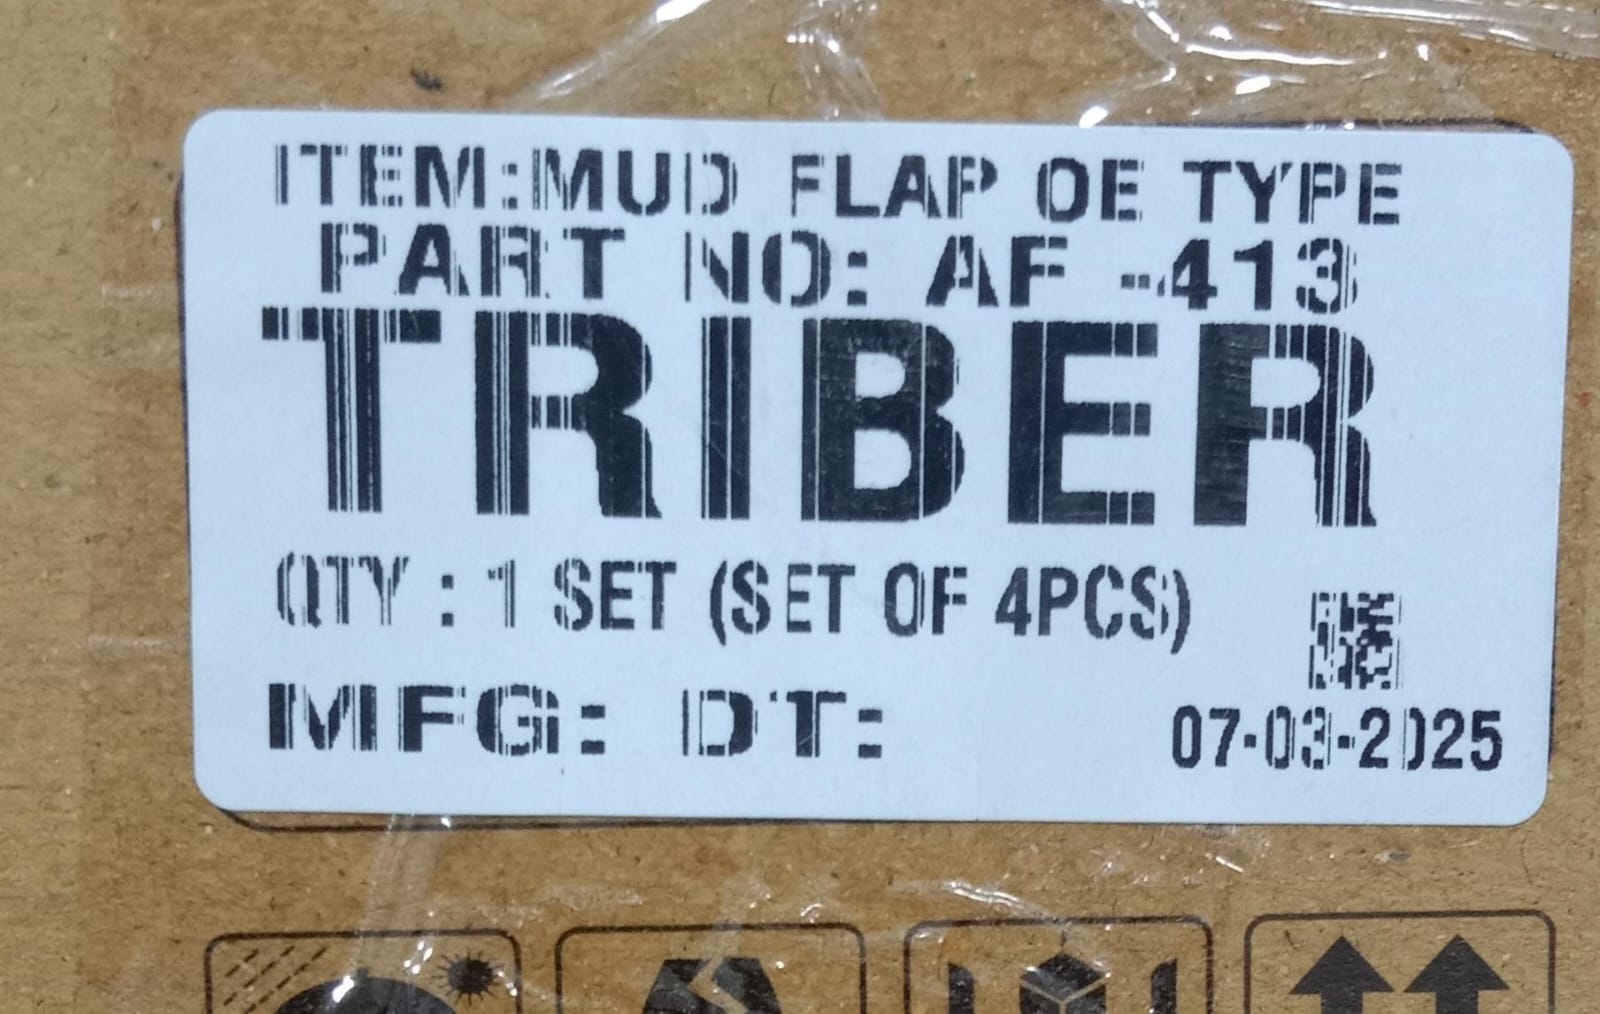 ITEM:MUD FLAP OE TYPE
PART NO: AF -413
TRIBER
QTY : 1 SET (SET OF 4PCS)
MFG: DT: 07-03-2025